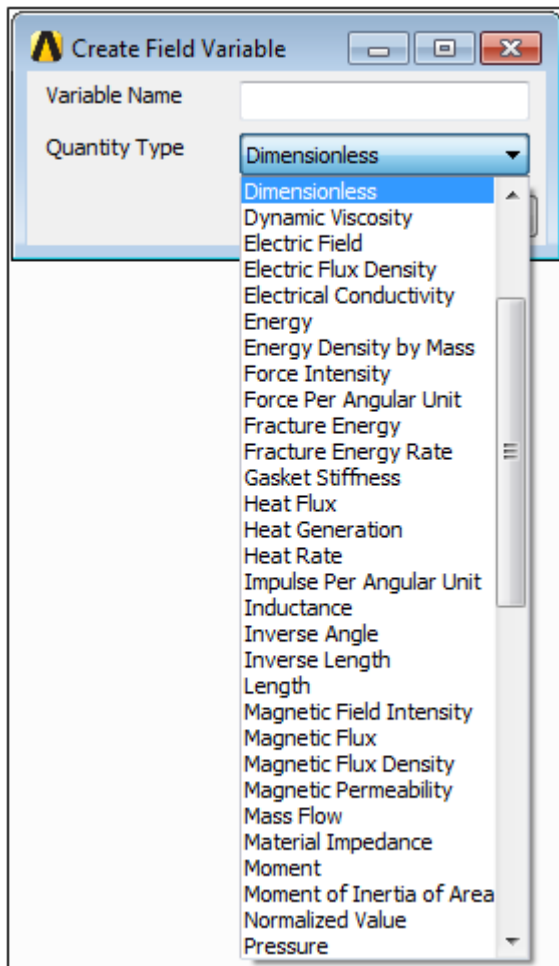 Create Field Variable
Variable Name
Quantity Type Dimensionless
Dimensionless
Dynamic Viscosity
Electric Field
Electric Flux Density
Electrical Conductivity
Energy
Energy Density by Mass
Force Intensity
Force Per Angular Unit
Fracture Energy
Fracture Energy Rate
Gasket Stiffness
Heat Flux
Heat Generation
Heat Rate
Impulse Per Angular Unit
Inductance
Inverse Angle
Inverse Length
Length
Magnetic Field Intensity
Magnetic Flux
Magnetic Flux Density
Magnetic Permeability
Mass Flow
Material Impedance
Moment
Moment of Inertia of Area
Normalized Value
Pressure